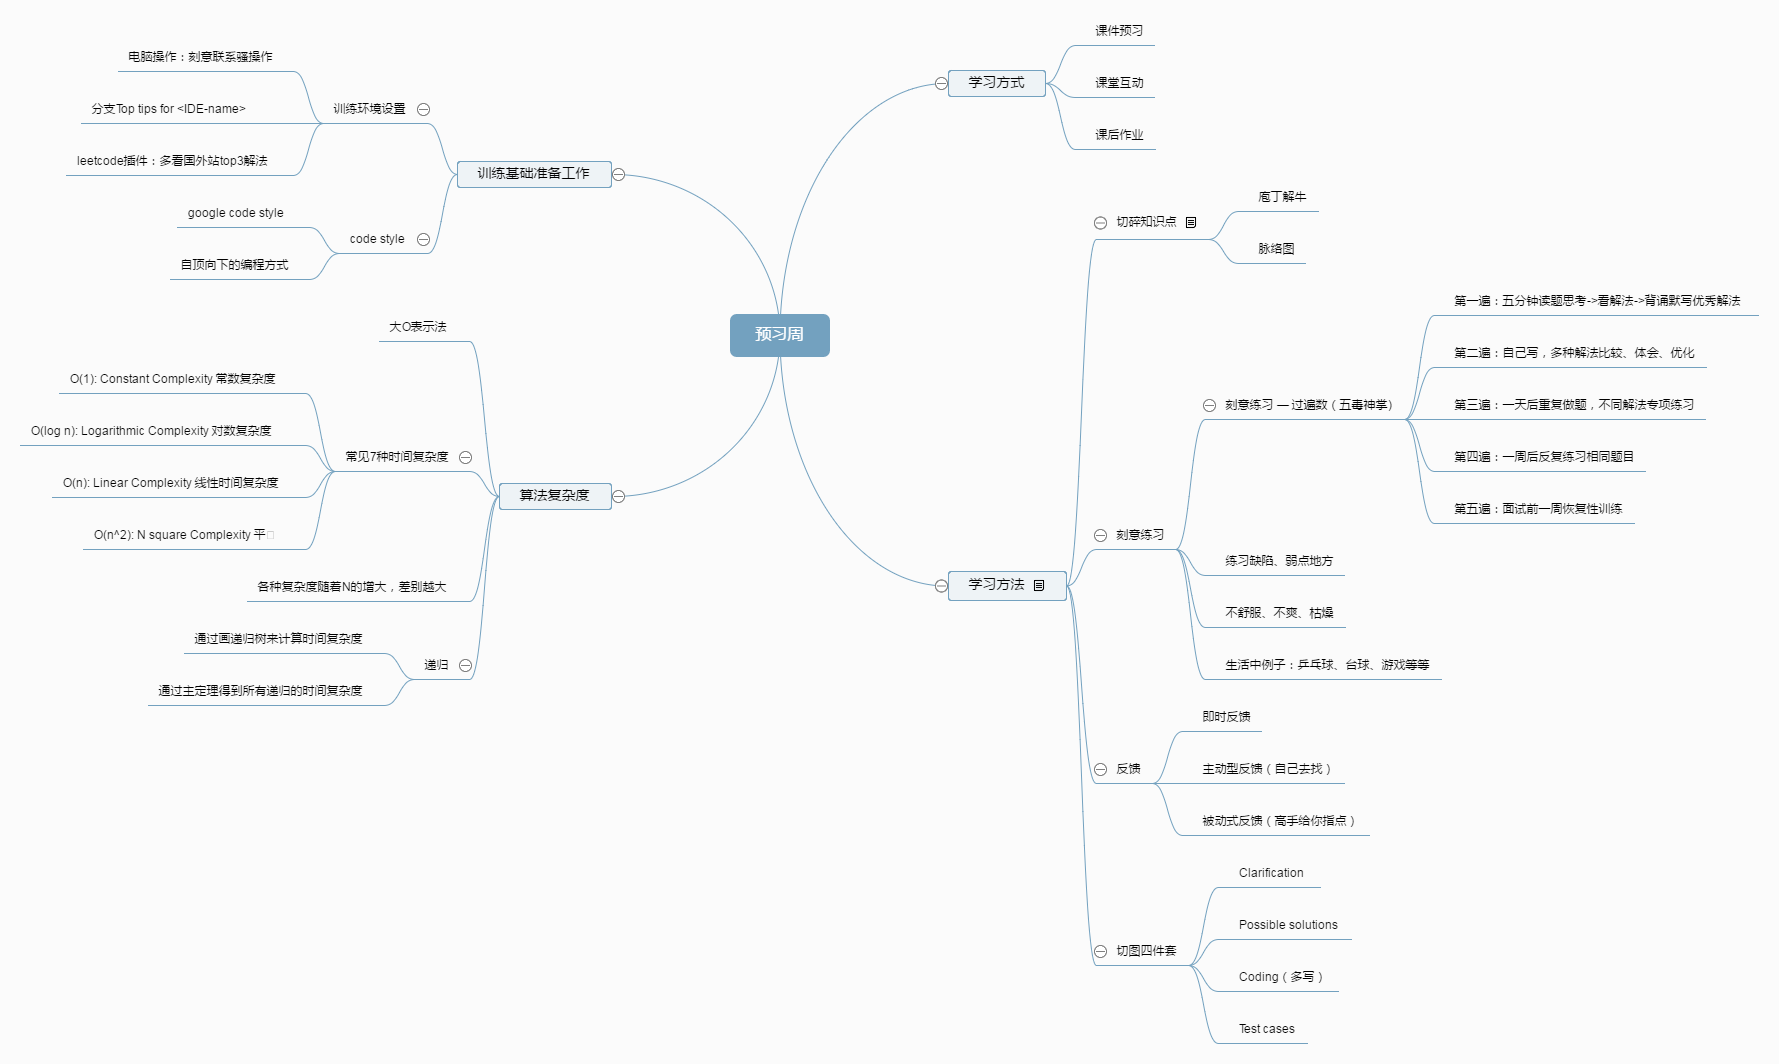 预习周
学习方式
课件预习
课堂互动
课后作业
学习方法
切碎知识点
庖丁解牛
脉络图
刻意练习
刻意练习 — 过遍数（五毒神掌）
第一遍：五分钟读题思考->看解法->背诵默写优秀解法
第二遍：自己写，多种解法比较、体会、优化
第三遍：一天后重复做题，不同解法专项练习
第四遍：一周后反复练习相同题目
第五遍：面试前一周恢复性训练
练习缺陷、弱点地方
不舒服、不爽、枯燥
生活中例子：乒乓球、台球、游戏等等
反馈
即时反馈
主动型反馈（自己去找）
被动式反馈（高手给你指点）
切图四件套
Clarification
Possible solutions
Coding（多写）
Test cases
训练基础准备工作
训练环境设置
电脑操作：刻意联系骚操作
分支Top tips for <IDE-name>
leetcode插件：多看国外站top3解法
code style
google code style
自顶向下的编程方式
算法复杂度
大O表示法
常见7种时间复杂度
O(1): Constant Complexity 常数复杂度
O(log n): Logarithmic Complexity 对数复杂度
O(n): Linear Complexity 线性时间复杂度
O(n^2): N square Complexity 平
各种复杂度随着N的增大，差别越大
递归
通过画递归树来计算时间复杂度
通过主定理得到所有递归的时间复杂度